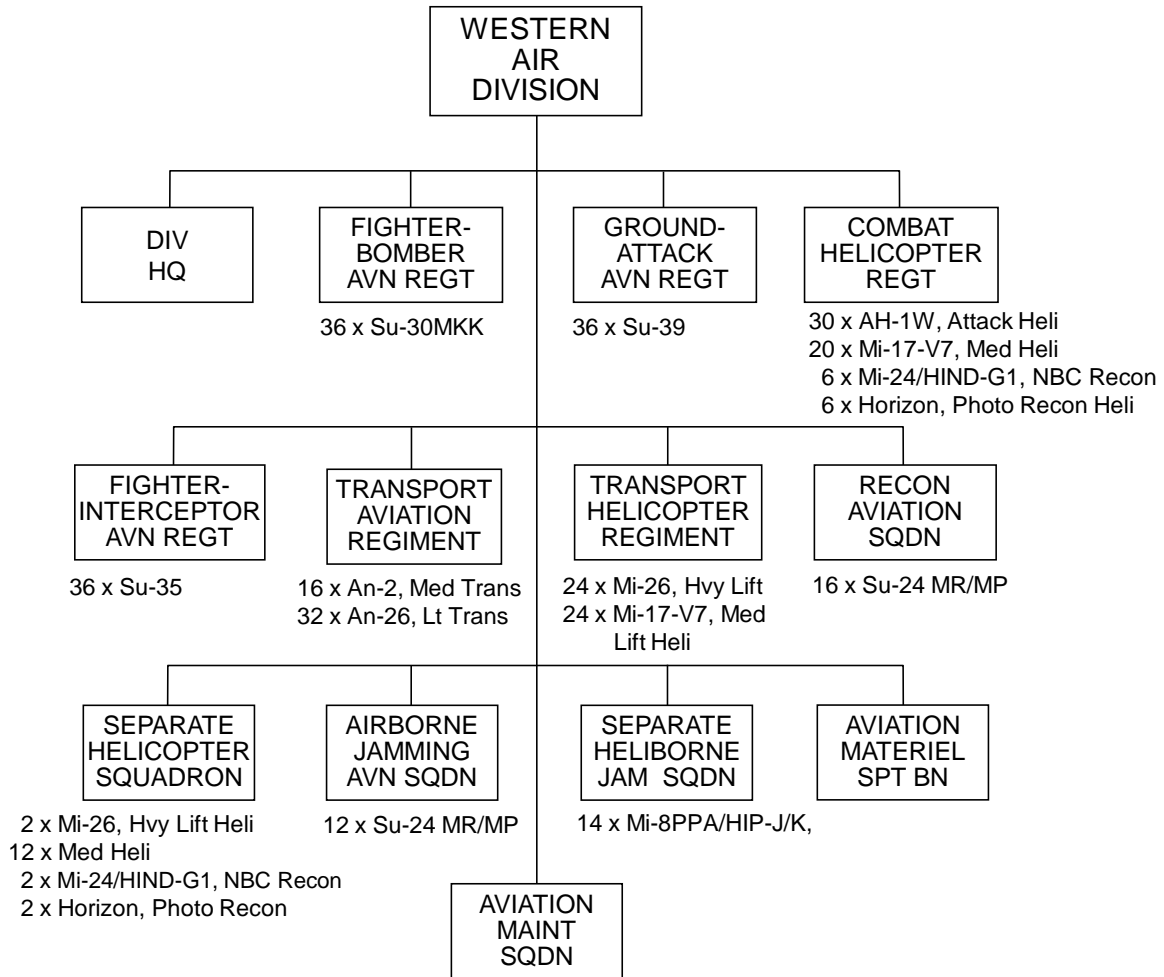 WESTERN
AIR
DIVISION
DIV
HQ
FIGHTER-
BOMBER
AVN REGT
36 x Su-30MKK
GROUND-
ATTACK
AVN REGT
36 x Su-39
COMBAT
HELICOPTER
REGT
30 x AH-1W, Attack Heli
20 x Mi-17-V7, Med Heli
6 x Mi-24/HIND-G1, NBC Recon
6 x Horizon, Photo Recon Heli
FIGHTER-
INTERCEPTOR
AVN REGT
36 x Su-35
TRANSPORT
AVIATION
REGIMENT
16 x An-2, Med Trans
32 x An-26, Lt Trans
TRANSPORT
HELICOPTER
REGIMENT
24 x Mi-26, Hvy Lift
24 x Mi-17-V7, Med
Lift Heli
RECON
AVIATION
SQDN
16 x Su-24 MR/MP
SEPARATE
HELICOPTER
SQUADRON
2 x Mi-26, Hvy Lift Heli
12 x Med Heli
2 x Mi-24/HIND-G1, NBC Recon
2 x Horizon, Photo Recon
AIRBORNE
JAMMING
AVN SQDN
12 x Su-24 MR/MP
SEPARATE
HELIBORNE
JAM SQDN
14 x Mi-8PPA/HIP-J/K,
AVIATION
MATERIEL
SPT BN
AVIATION
MAINT
SQDN